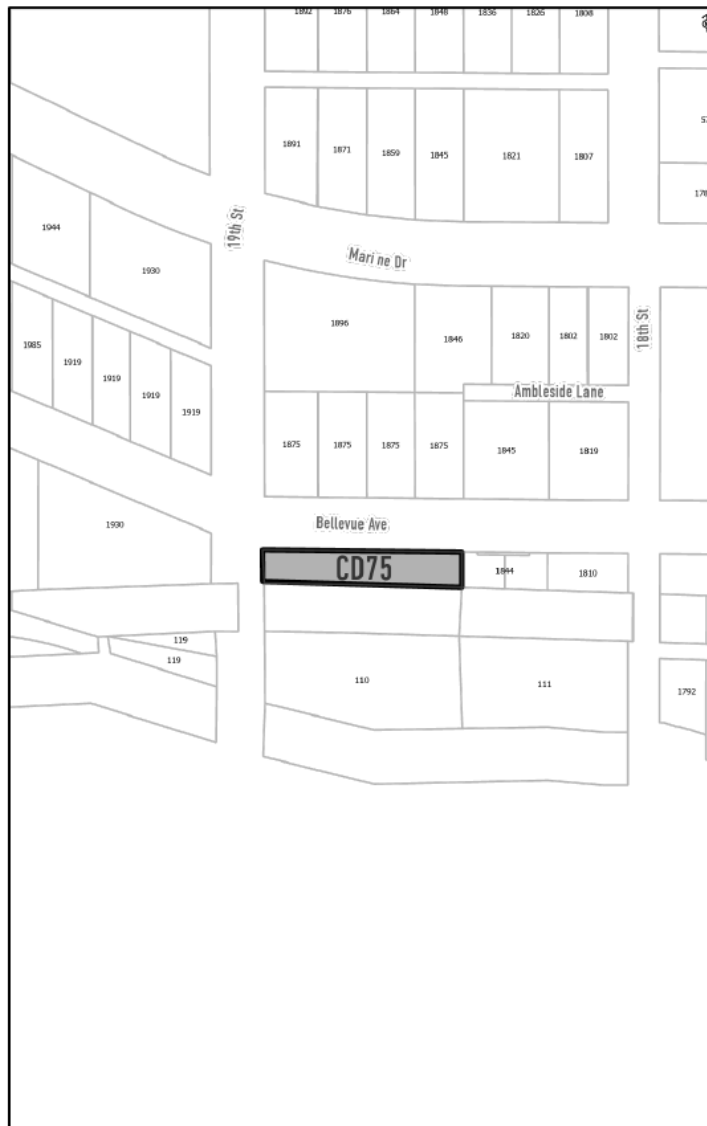 1892 1876 1864 1848 1836 1826 1808
1891 1871 1859 1845 1821 1807
19th St
1944
1930
Marine Dr
1896 1846 1820 1802 1802
18th St
1985 1919 1919 1919 1919
Ambleside Lane
1875 1875 1875 1875 1845 1819
Bellevue Ave
1930
CD75
1844 1810
119
119
110 111 1792